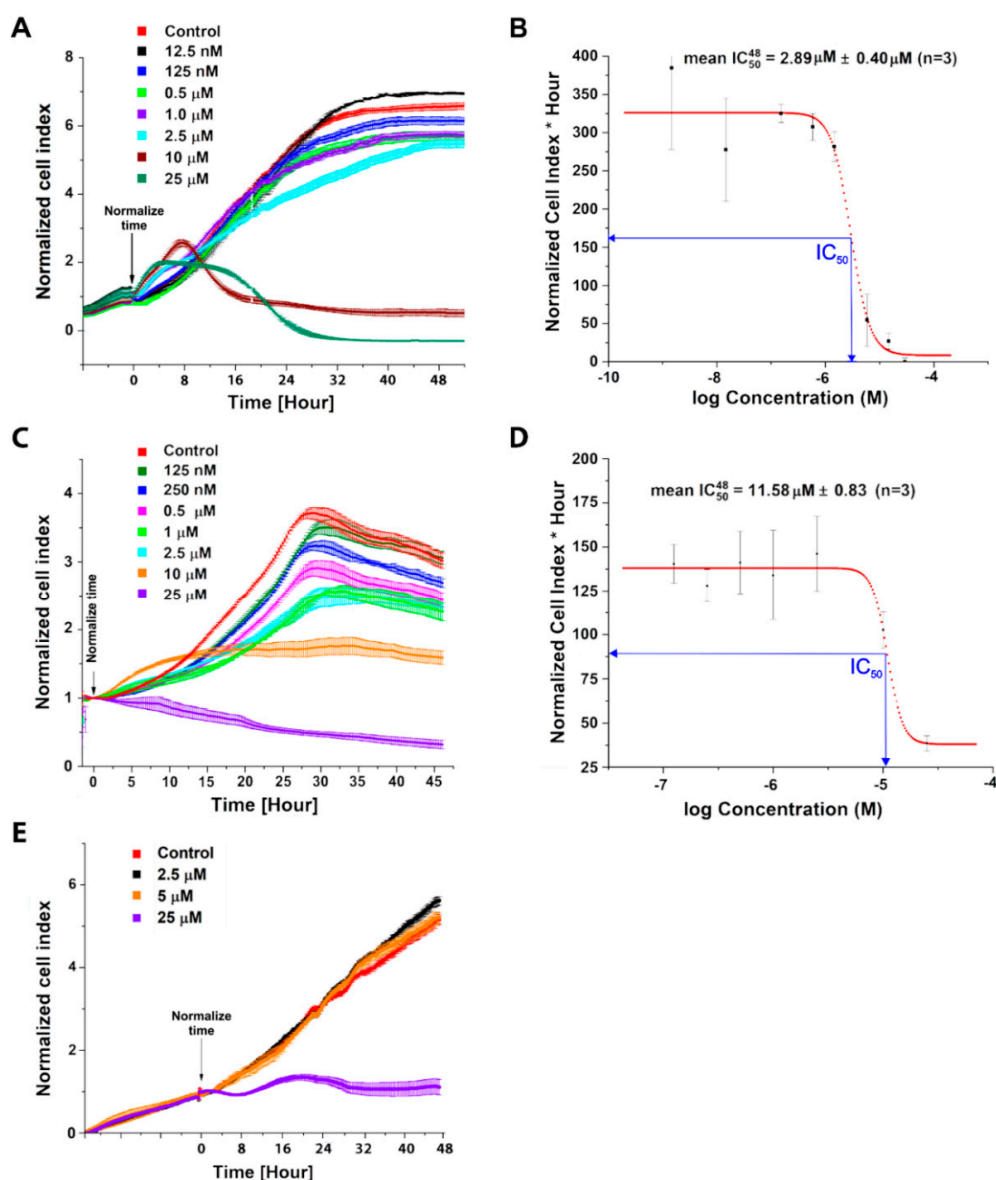 A
Control
12.5 nM
125 nM
0.5 μM
1.0 μM
2.5 μM
10 μM
25 μM
Normalize
time
Normalized cell index
8
6
4
2
0
0 8 16 24 32 40 48
Time [Hour]
B
mean IC50^48 = 2.89μM ± 0.40μM (n=3)
Normalized Cell Index * Hour
400
350
300
250
200
150
100
50
0
IC50
-10 -8 -6 -4
log Concentration (M)
C
Control
125 nM
250 nM
0.5 μM
1 μM
2.5 μM
10 μM
25 μM
Normalize time
Normalized cell index
4
3
2
1
0
0 5 10 15 20 25 30 35 40 45
Time [Hour]
D
mean IC50^48 = 11.58μM ± 0.83 (n=3)
Normalized Cell Index * Hour
200
175
150
125
100
75
50
25
IC50
-7 -6 -5 -4
log Concentration (M)
E
Control
2.5 μM
5 μM
25 μM
Normalize
time
Normalized cell index
6
4
2
0
0 8 16 24 32 40 48
Time [Hour]